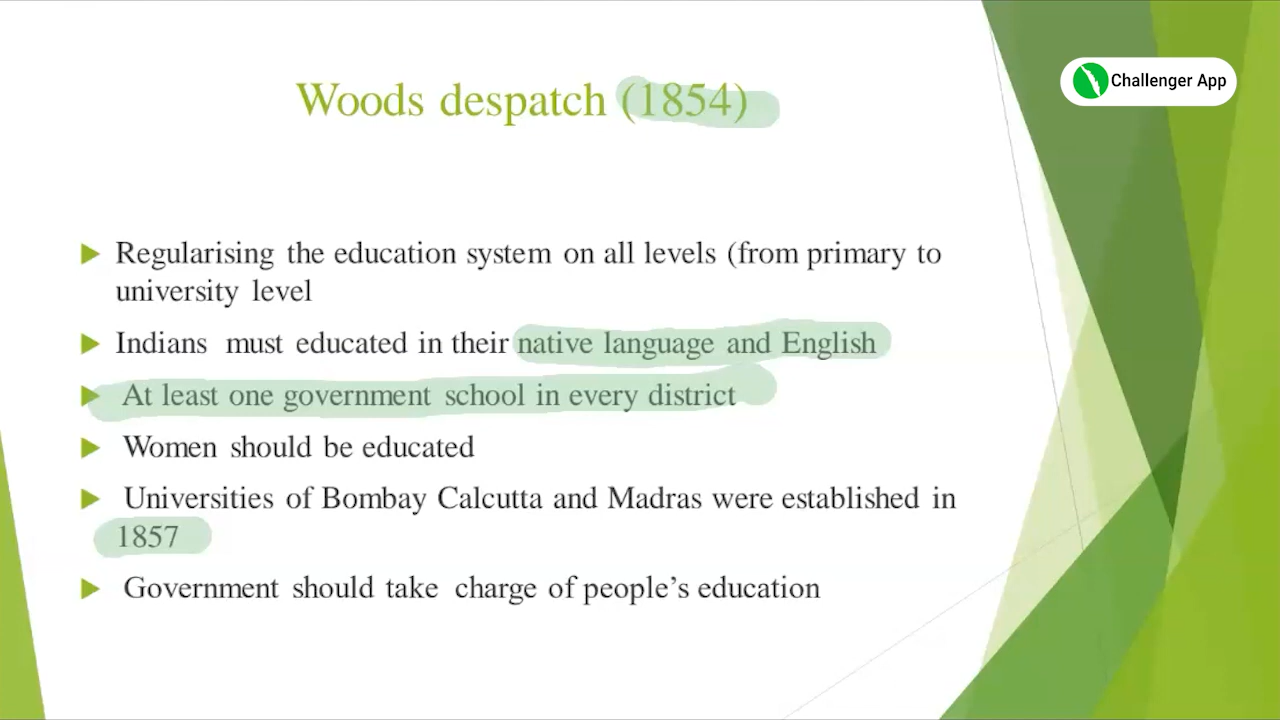 Challenger App
Woods despatch (1854)
Regularising the education system on all levels (from primary to
university level
Indians must educated in their native language and English
At least one government school in every district
Women should be educated
Universities of Bombay Calcutta and Madras were established in
1857
Government should take charge of people’s education